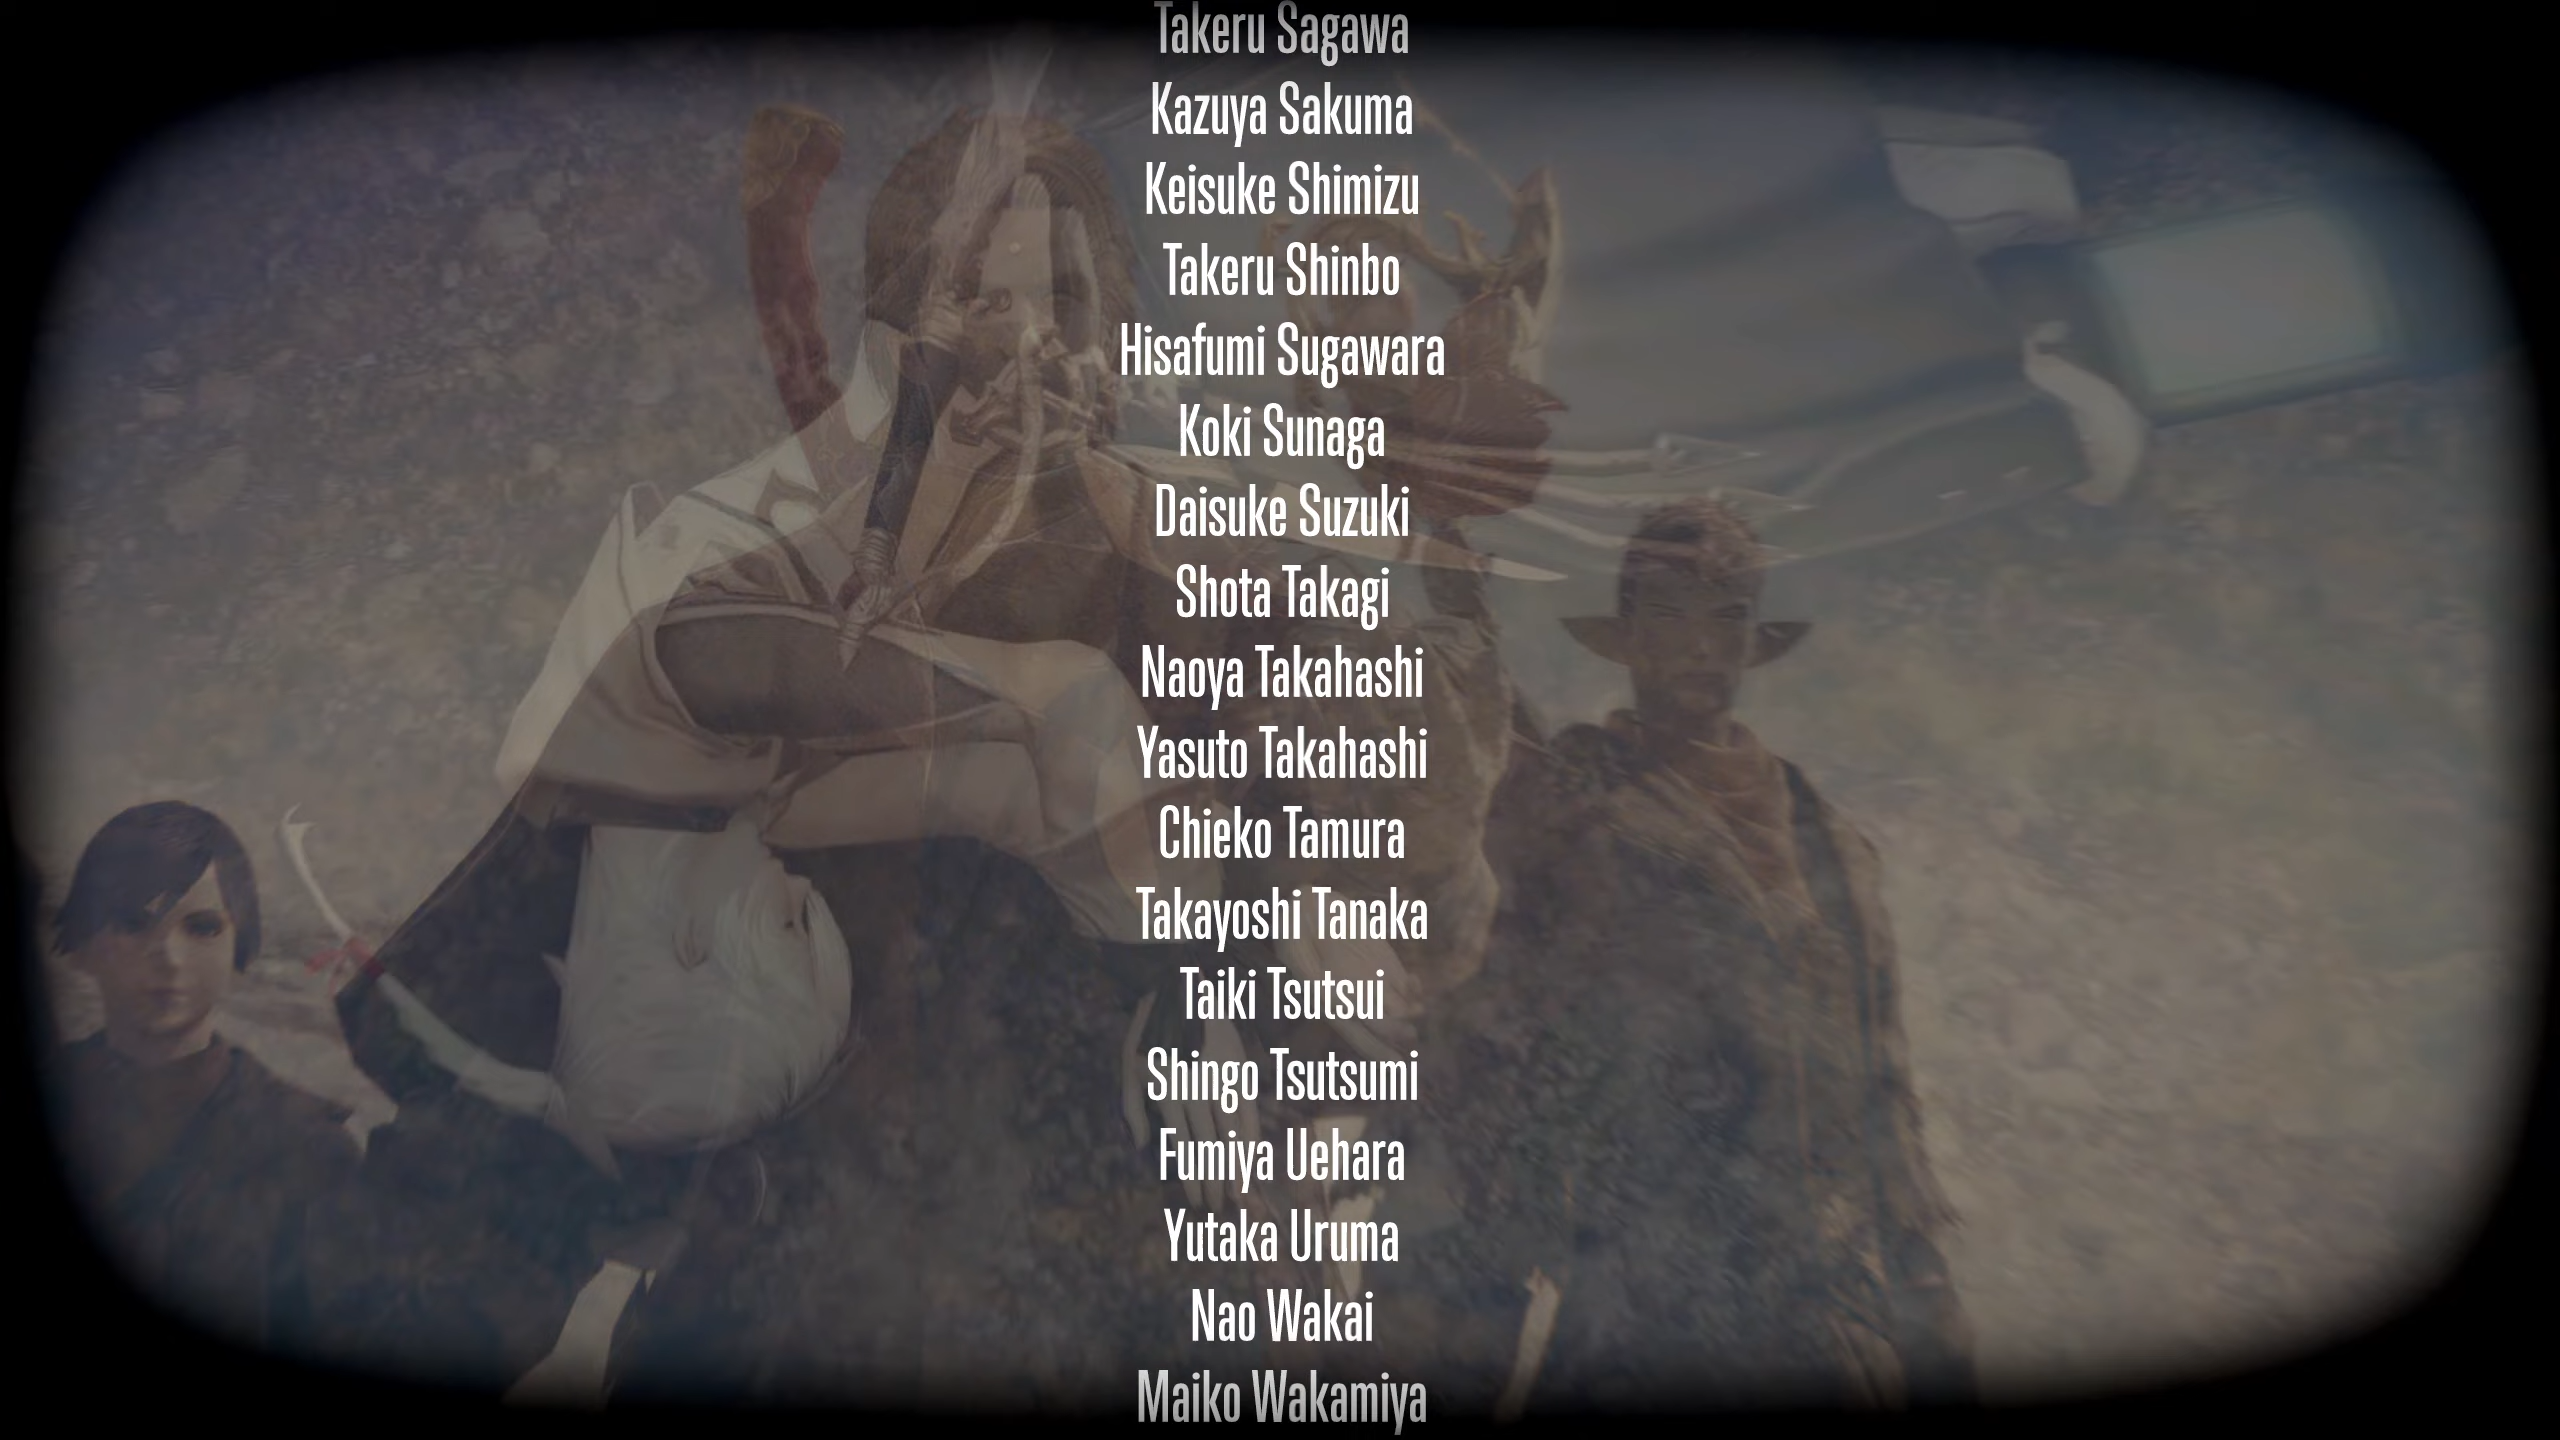 Takeru Sagawa
Kazuya Sakuma
Keisuke Shimizu
Takeru Shinbo
Hisafumi Sugawara
Koki Sunaga
Daisuke Suzuki
Shota Takagi
Naoya Takahashi
Yasuto Takahashi
Chieko Tamura
Takayoshi Tanaka
Taiki Tsutsui
Shingo Tsutsumi
Fumiya Uehara
Yutaka Uruma
Nao Wakai
Maiko Wakamiya